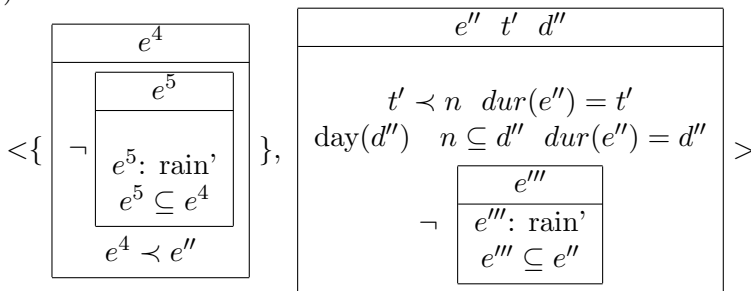 )
e⁴
e⁵
¬
e⁵: rain’
e⁵ ⊆ e⁴
e⁴ ≺ e′′
<{ }, >
e′′ t′ d′′
t′ ≺ n dur(e′′) = t′
day(d′′) n ⊆ d′′ dur(e′′) = d′′
e′′′
¬
e′′′: rain’
e′′′ ⊆ e′′